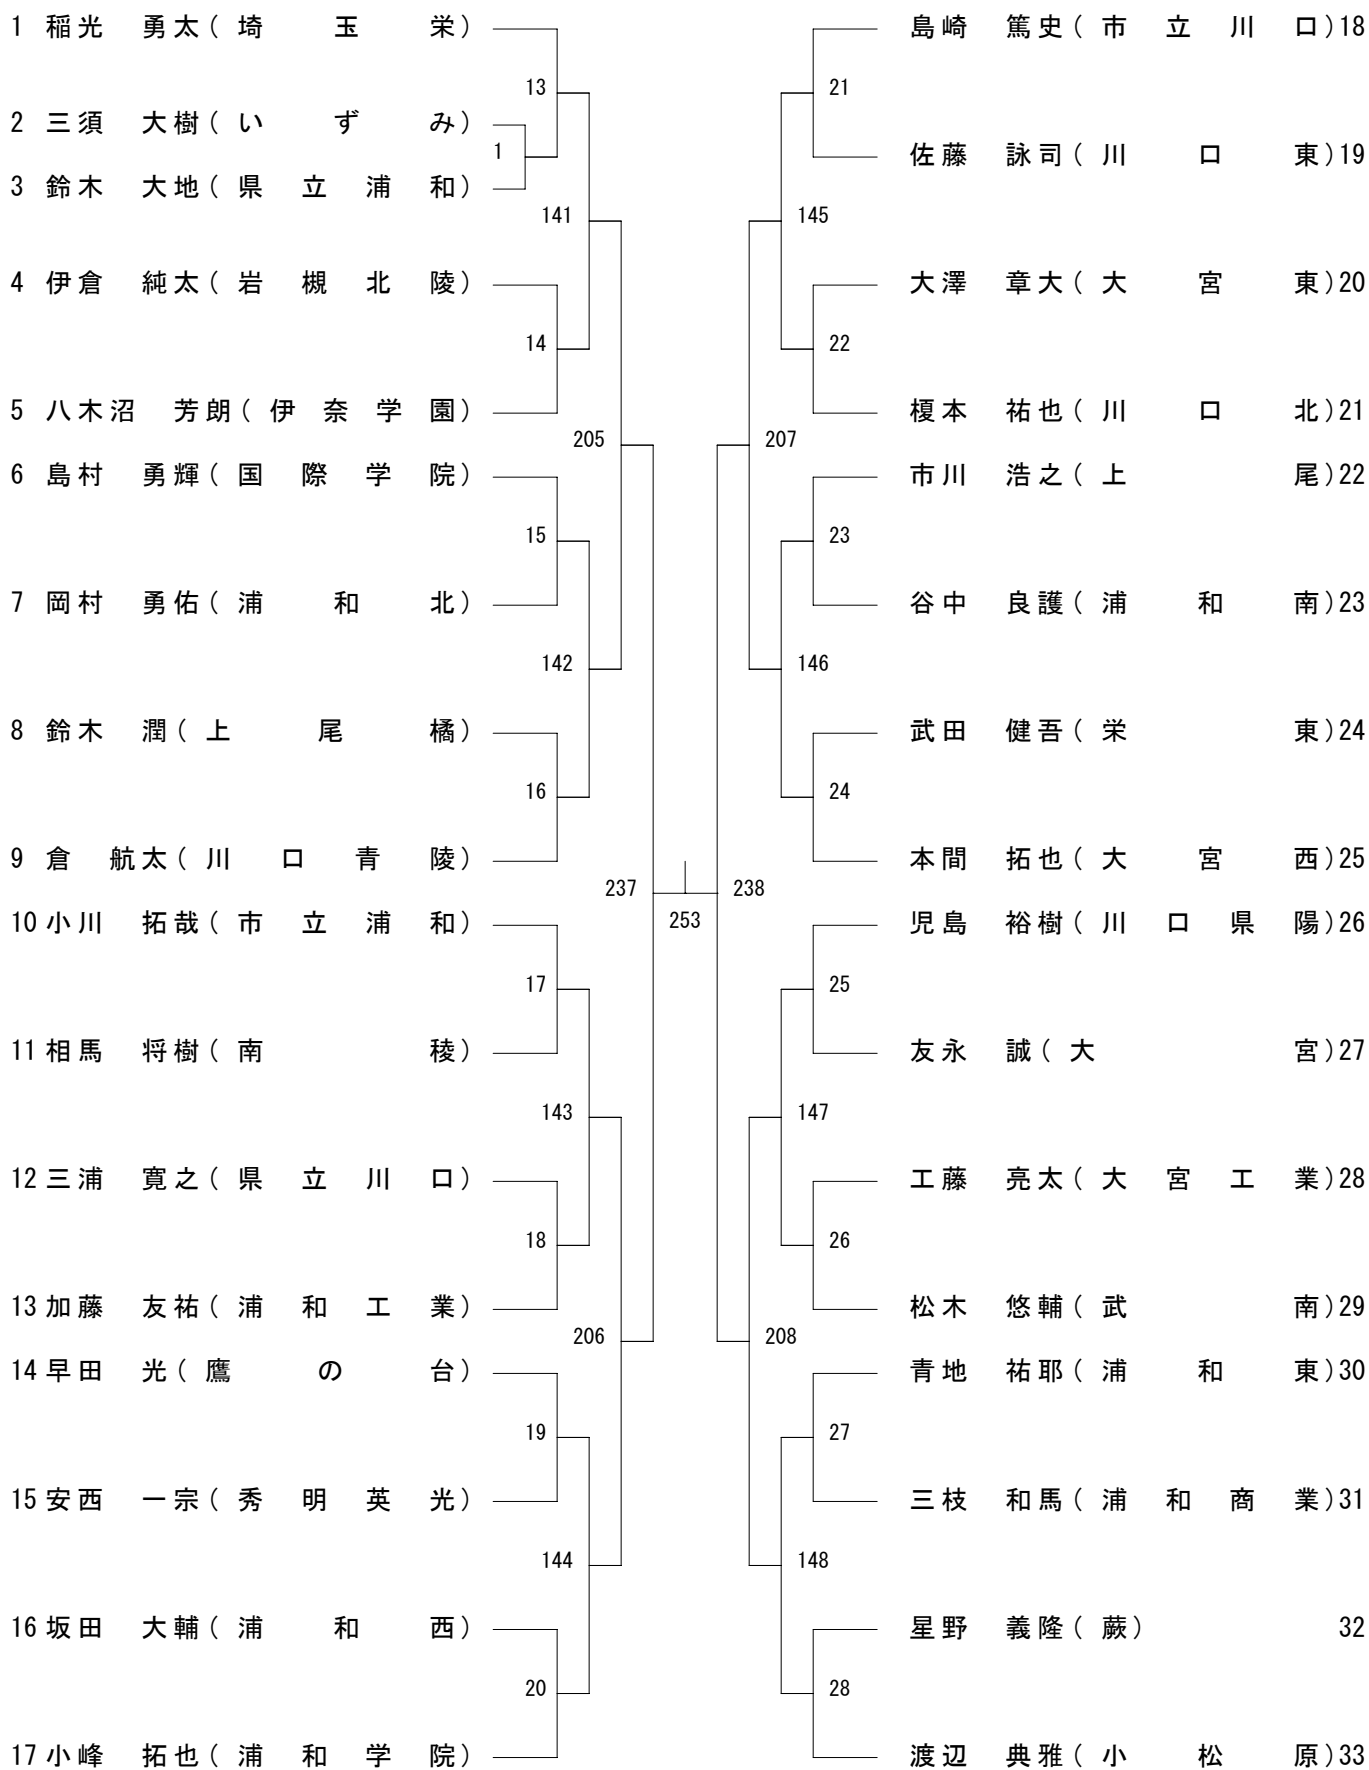 1 稲光 勇太(埼玉栄)
13
2 三須 大樹(いずみ)
1
3 鈴木 大地(県立浦和)
141
4 伊倉 純太(岩槻北陵)
14
5 八木沼 芳朗(伊奈学園)
205
6 島村 勇輝(国際学院)
15
7 岡村 勇佑(浦和北)
142
8 鈴木 潤(上尾橘)
16
9 倉 航太(川口青陵)
237
10 小川 拓哉(市立浦和)
17
11 相馬 将樹(南稜)
143
12 三浦 寛之(県立川口)
18
13 加藤 友祐(浦和工業)
206
14 早田 光(鷹の台)
19
15 安西 一宗(秀明英光)
144
16 坂田 大輔(浦和西)
20
17 小峰 拓也(浦和学院)
253
島崎 篤史(市立川口)18
21
佐藤 詠司(川口東)19
145
大澤 章大(大宮東)20
22
榎本 祐也(川口北)21
207
市川 浩之(上尾)22
23
谷中 良護(浦和南)23
146
武田 健吾(栄東)24
24
本間 拓也(大宮西)25
238
児島 裕樹(川口県陽)26
25
友永 誠(大宮)27
147
工藤 亮太(大宮工業)28
26
松木 悠輔(武南)29
208
青地 祐耶(浦和東)30
27
三枝 和馬(浦和商業)31
148
星野 義隆(蕨) 32
28
渡辺 典雅(小松原)33